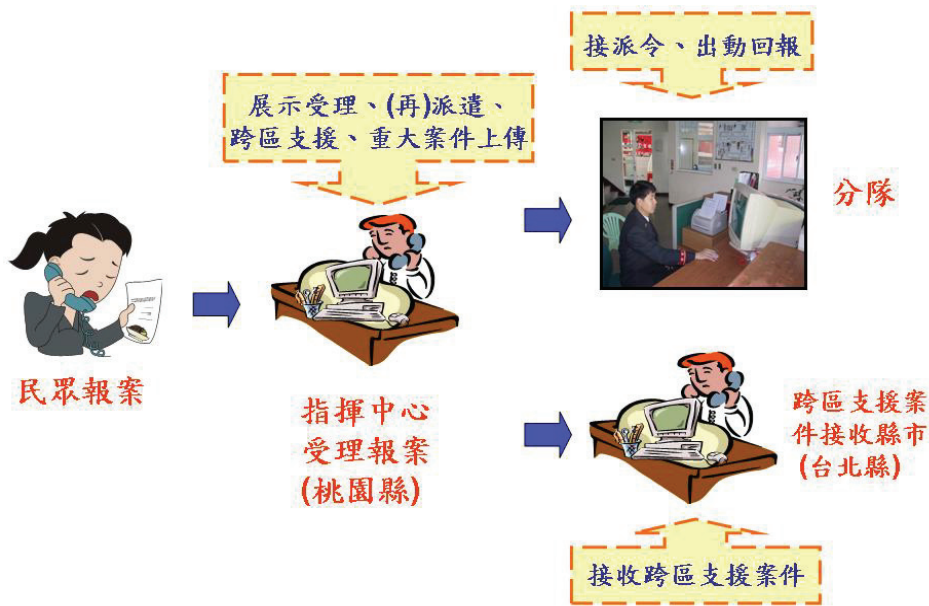 接派令、出動回報
展示受理、(再)派遣、
跨區支援、重大案件上傳
分隊
民眾報案
指揮中心
受理報案
(桃園縣)
跨區支援案
件接收縣市
(台北縣)
接收跨區支援案件